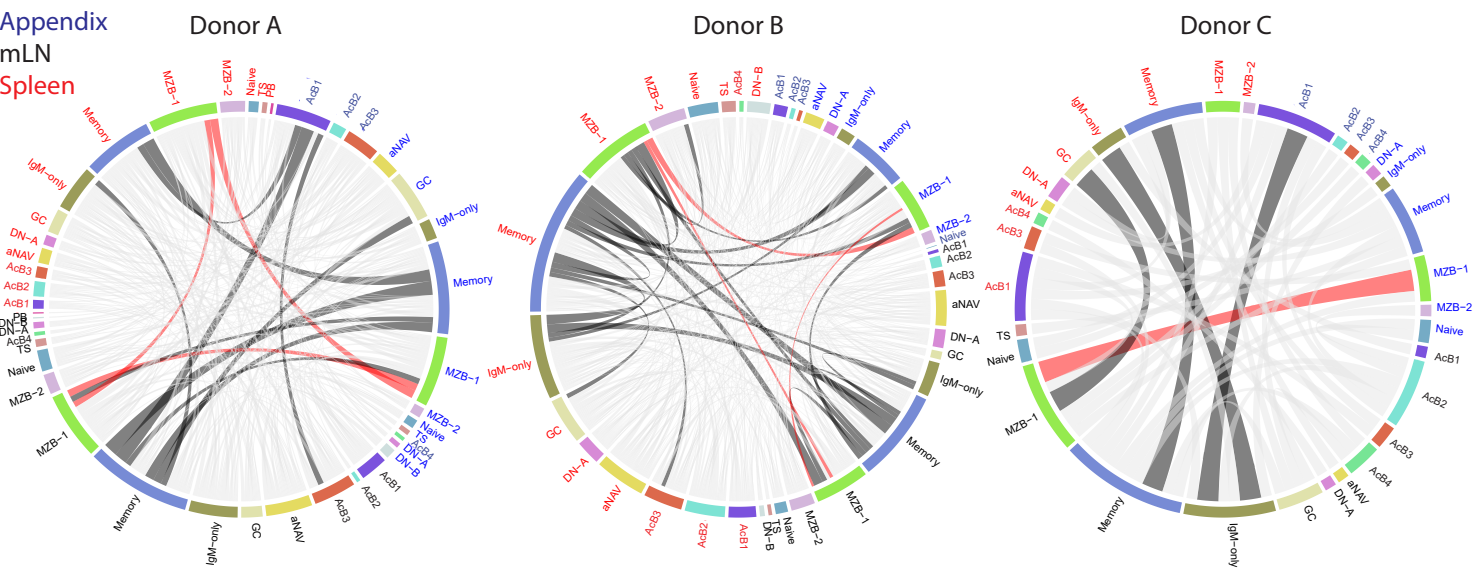 Appendix
mLN
Spleen
Donor A
MZB-2
Naive
TS
PB
AcB1
AcB2
AcB3
aNAV
GC
IgM-only
Memory
MZB-1
MZB-2
Naive
TS
AcB4
DN-A
DN-B
AcB1
AcB2
AcB3
aNAV
GC
IgM-only
Memory
MZB-1
MZB-2
Naive
TS
AcB4
DN-A
DN-B
PB
AcB1
AcB2
AcB3
aNAV
DN-A
GC
IgM-only
Memory
MZB-1
Donor B
MZB-2
Naive
TS
AcB4
DN-B
AcB1
AcB2
AcB3
aNAV
DN-A
IgM-only
Memory
MZB-1
MZB-2
Naive
AcB1
AcB2
AcB3
aNAV
DN-A
GC
IgM-only
Memory
MZB-1
MZB-2
Naive
TS
DN-B
AcB1
AcB2
AcB3
aNAV
DN-A
GC
IgM-only
Memory
MZB-1
Donor C
MZB-1
MZB-2
AcB1
AcB2
AcB3
AcB4
DN-A
IgM-only
Memory
MZB-1
MZB-2
Naive
AcB1
AcB2
AcB3
AcB4
aNAV
DN-A
GC
IgM-only
Memory
MZB-1
Naive
TS
AcB1
AcB3
AcB4
aNAV
DN-A
GC
IgM-only
Memory